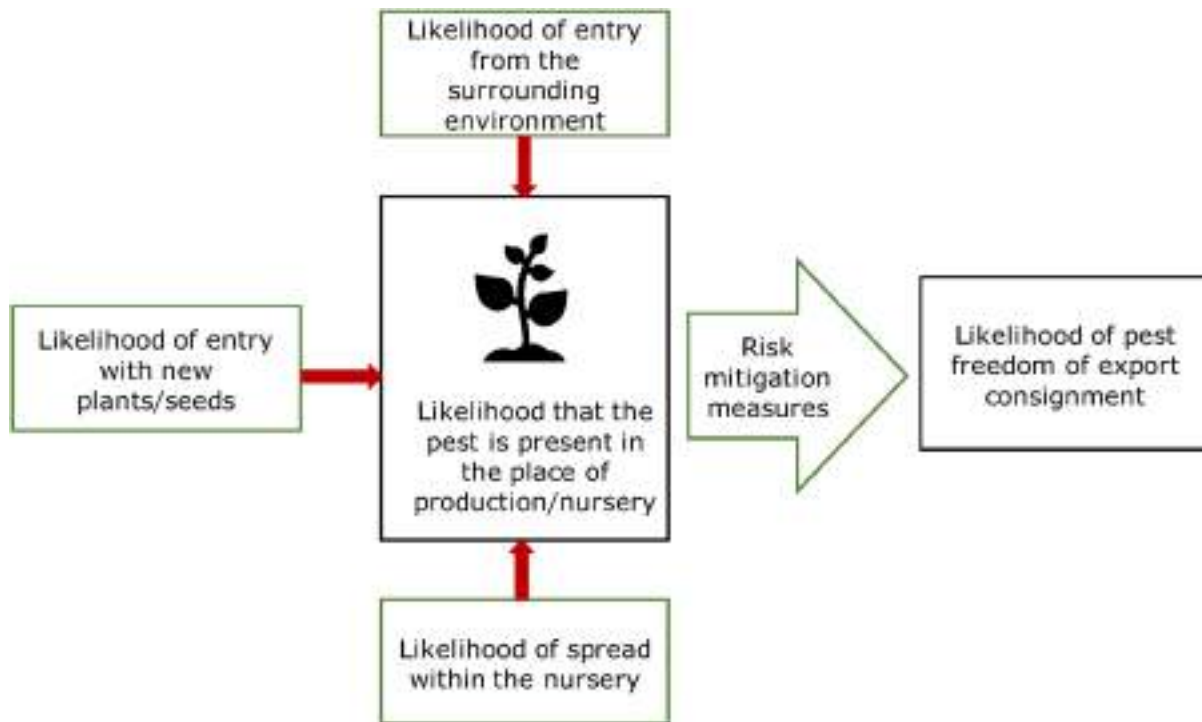 Likelihood of entry
from the
surrounding
environment
Likelihood of entry
with new
plants/seeds
Likelihood that the
pest is present in
the place of
production/nursery
Risk
mitigation
measures
Likelihood of pest
freedom of export
consignment
Likelihood of spread
within the nursery